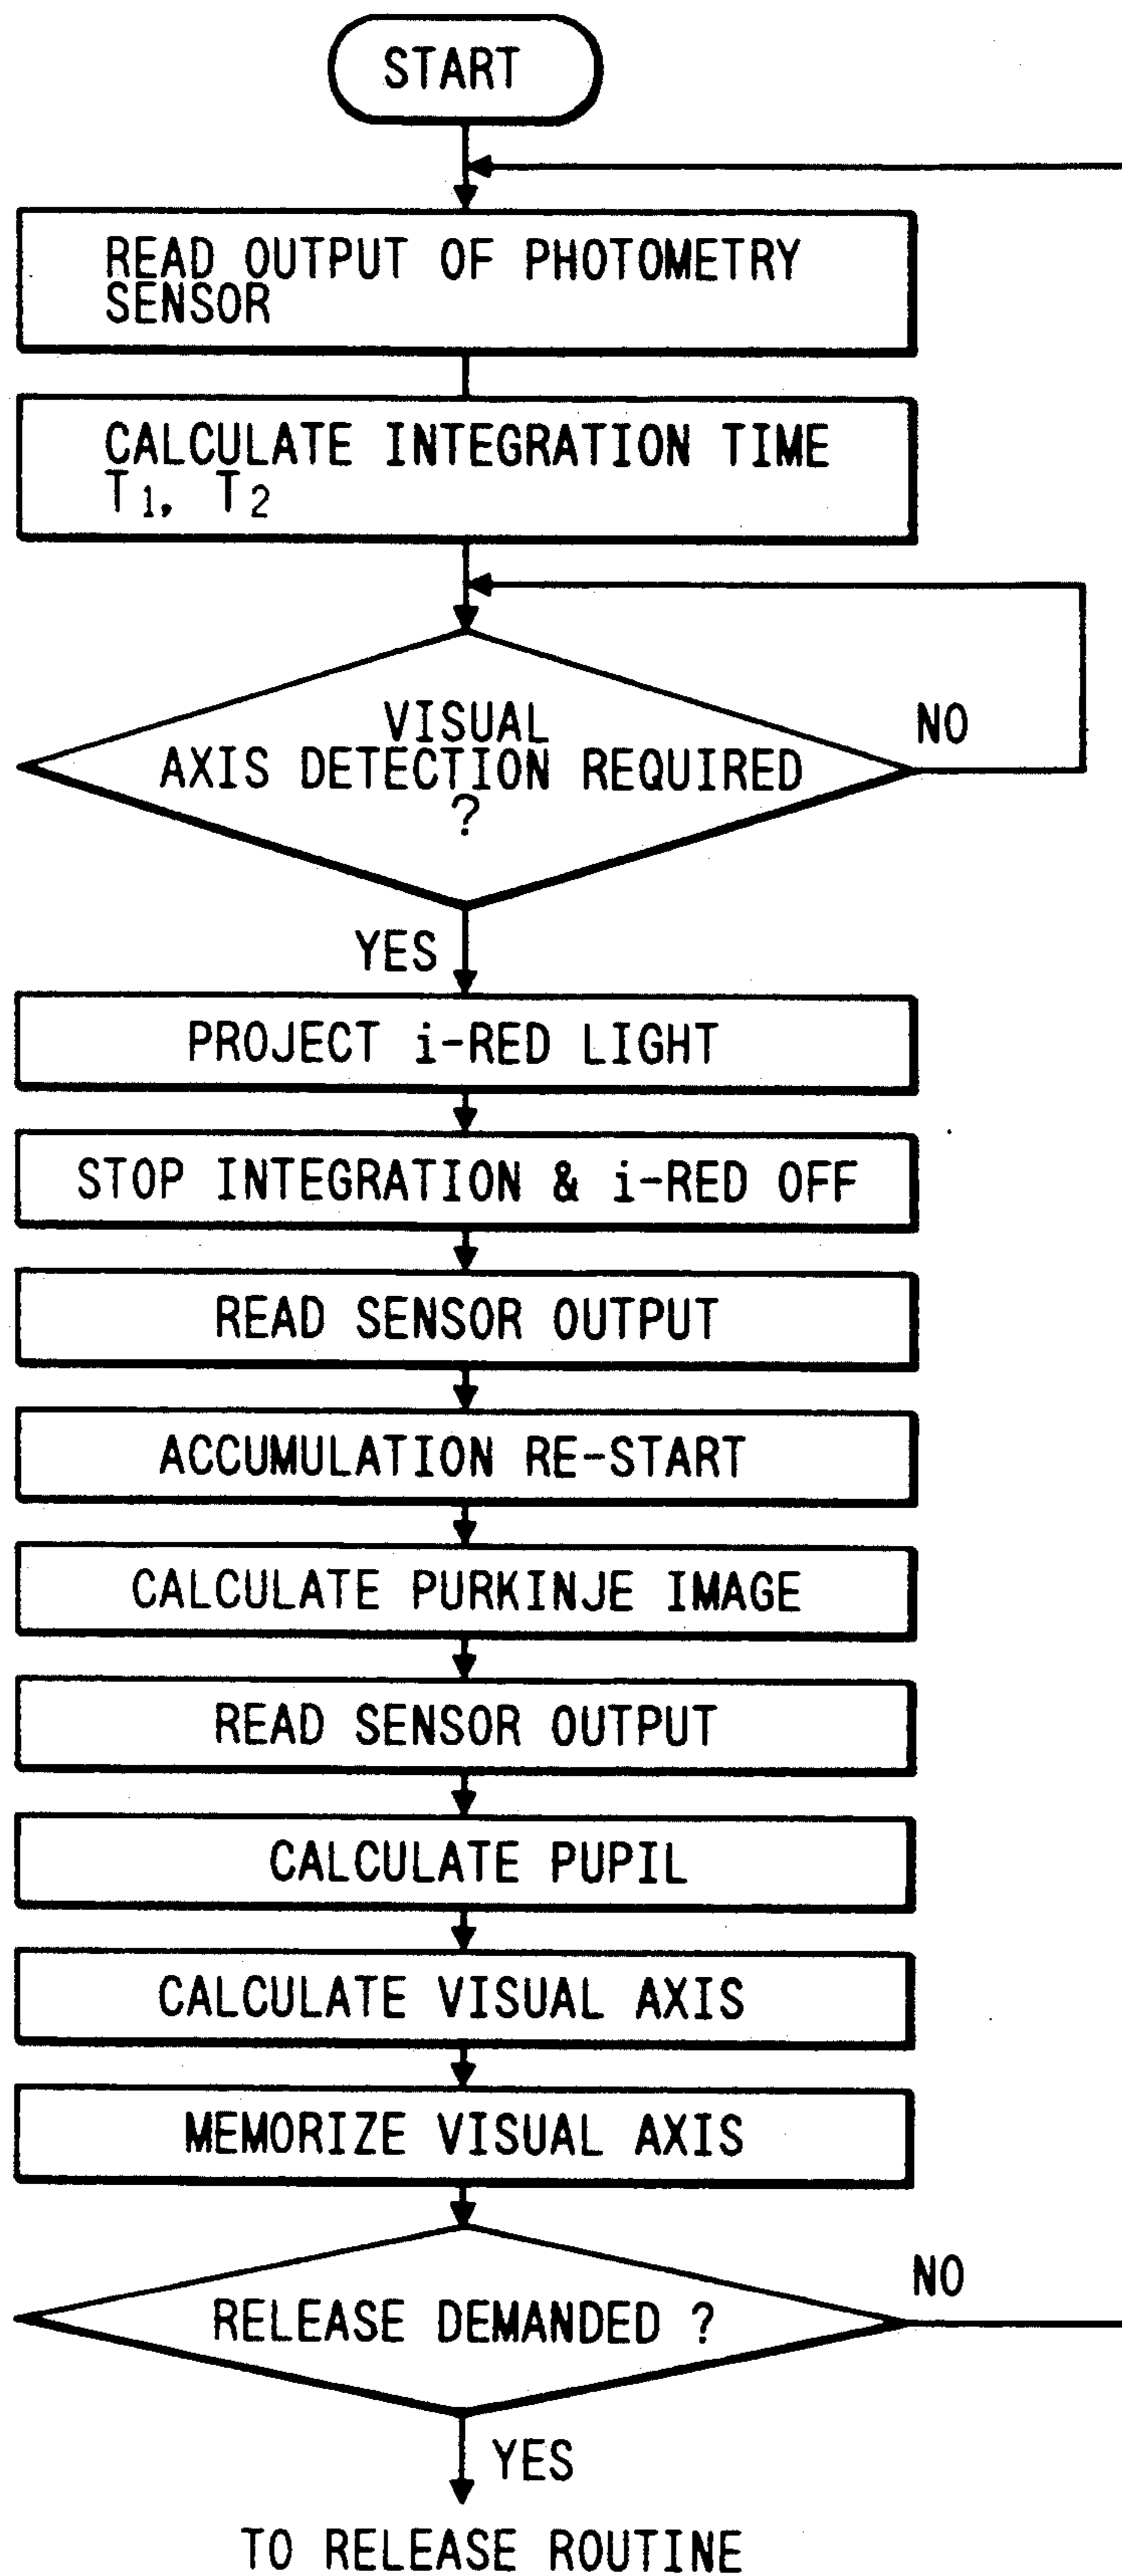 START
READ OUTPUT OF PHOTOMETRY
SENSOR
CALCULATE INTEGRATION TIME
T1, T2
VISUAL
AXIS DETECTION REQUIRED
?
NO
YES
PROJECT i-RED LIGHT
STOP INTEGRATION & i-RED OFF
READ SENSOR OUTPUT
ACCUMULATION RE-START
CALCULATE PURKINJE IMAGE
READ SENSOR OUTPUT
CALCULATE PUPIL
CALCULATE VISUAL AXIS
MEMORIZE VISUAL AXIS
RELEASE DEMANDED ?
NO
YES
TO RELEASE ROUTINE